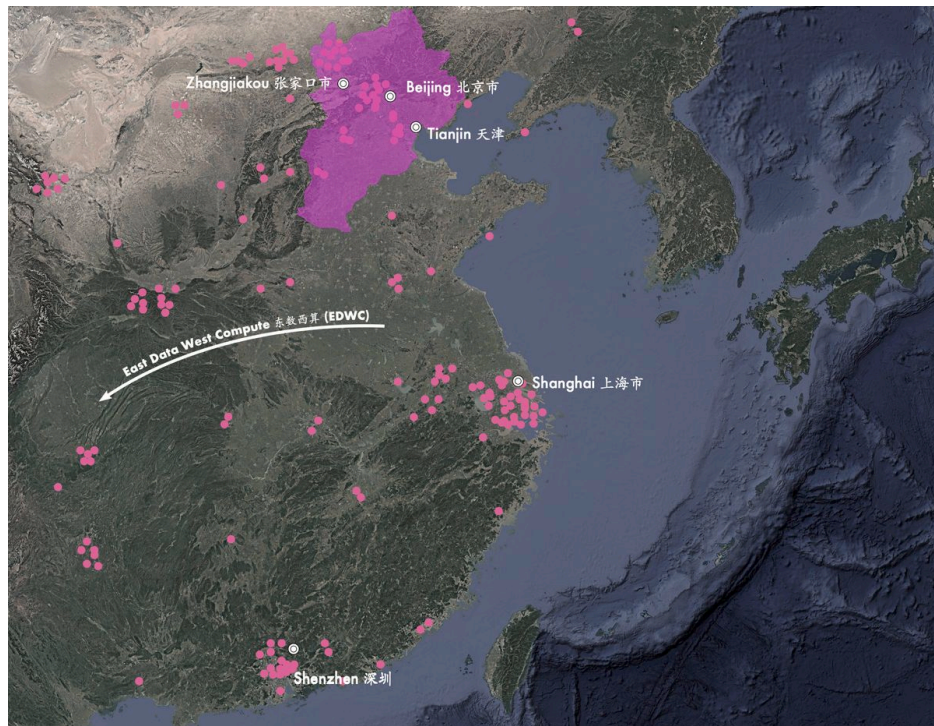 Zhangjiakou 张家口市
Beijing 北京市
Tianjin 天津
East Data West Compute 东数西算 (EDWC)
Shanghai 上海市
Shenzhen 深圳